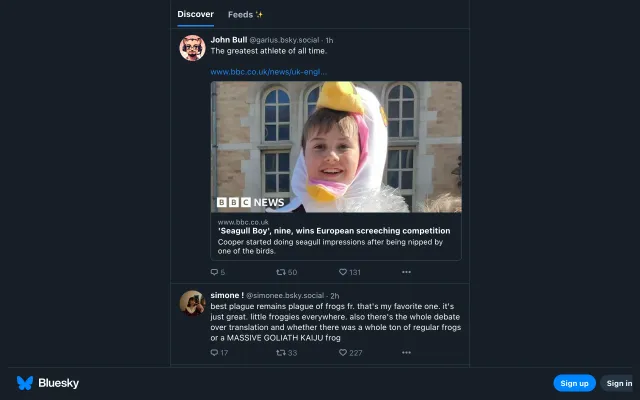 Discover Feeds ✨
John Bull @garius.bsky.social · 1h
The greatest athlete of all time.
www.bbc.co.uk/news/uk-engl...
BBC NEWS
www.bbc.co.uk
'Seagull Boy', nine, wins European screeching competition
Cooper started doing seagull impressions after being nipped by
one of the birds.
5 50 131 •••
simone ! @simonee.bsky.social · 2h
best plague remains plague of frogs fr. that's my favorite one. it's
just great. little froggies everywhere. also there's the whole debate
over translation and whether there was a whole ton of regular frogs
or a MASSIVE GOLIATH KAIJU frog
17 33 227 •••
Bluesky Sign up Sign in